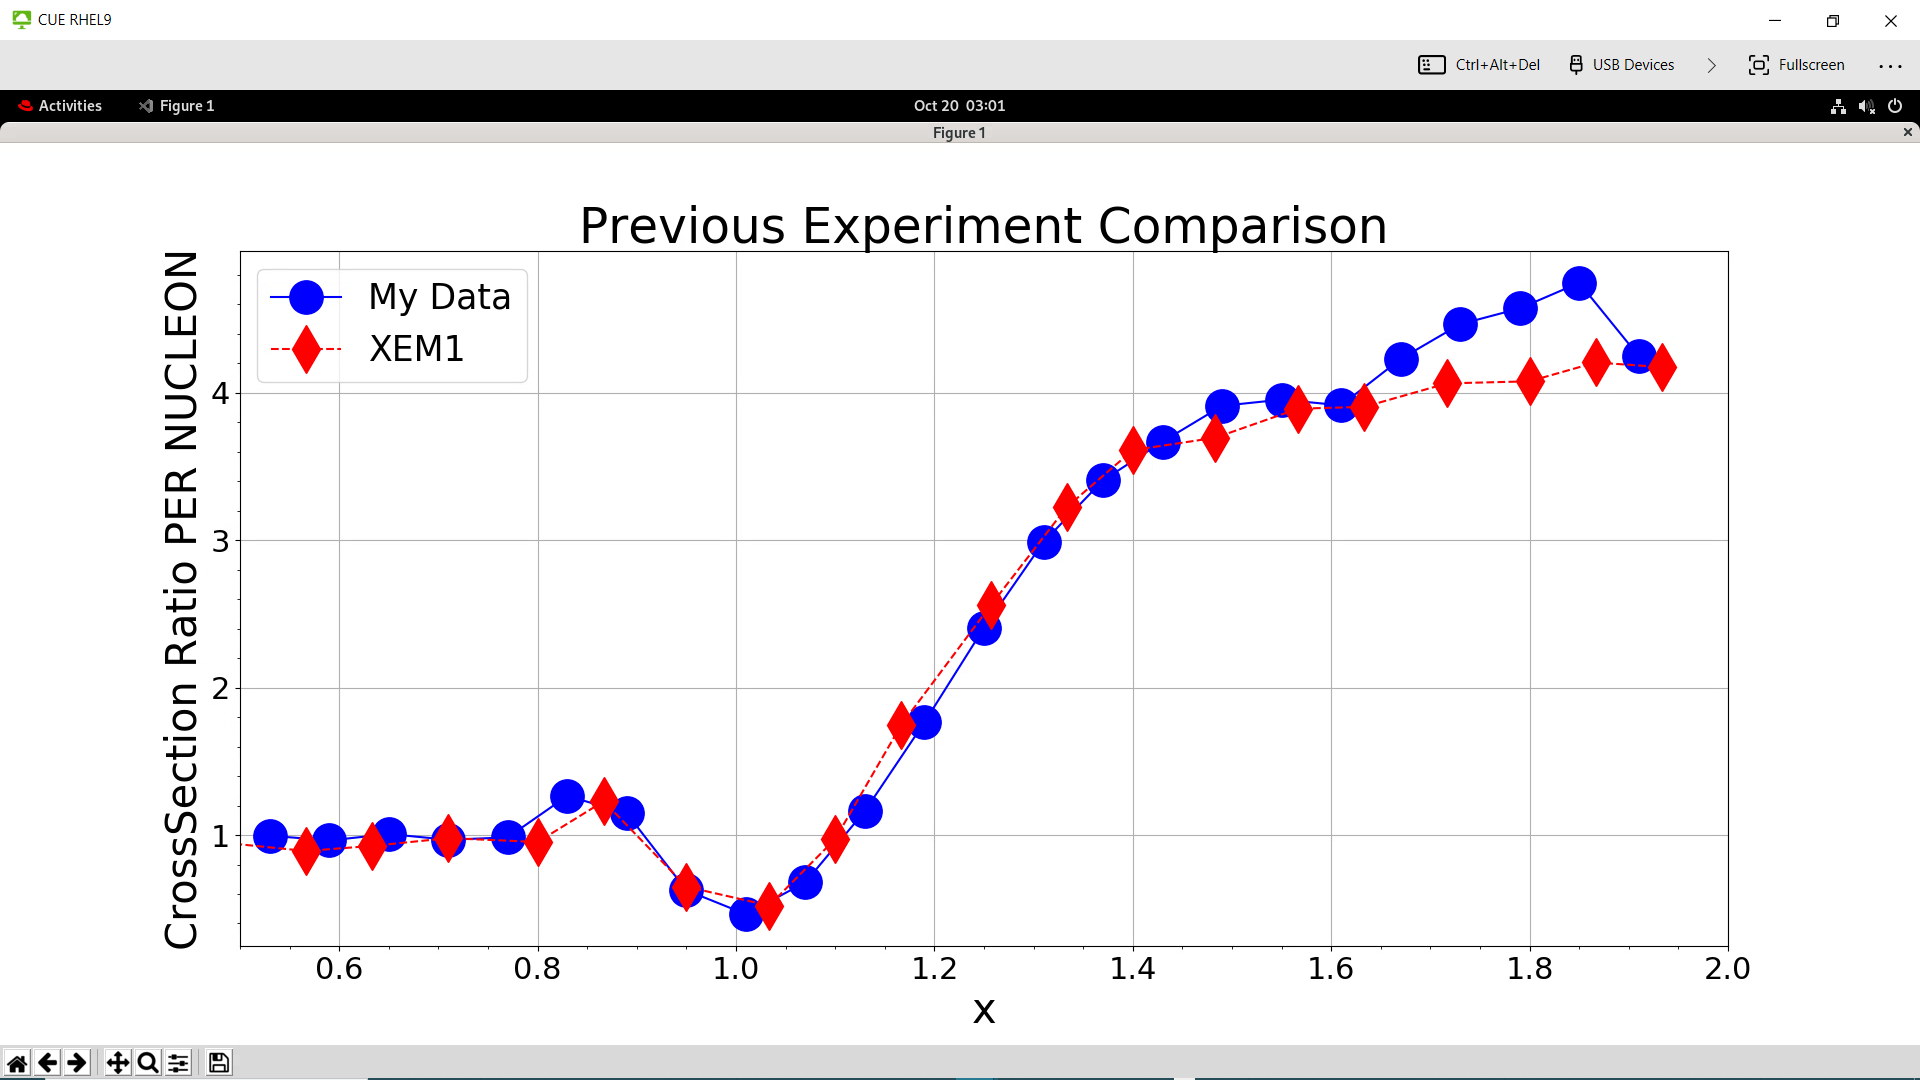 CUE RHEL9
Ctrl+Alt+Del USB Devices Fullscreen
Activities Figure 1 Oct 20 03:01
Figure 1
Previous Experiment Comparison
My Data
XEM1
CrossSection Ratio PER NUCLEON
4
3
2
1
0.6 0.8 1.0 1.2 1.4 1.6 1.8 2.0
x